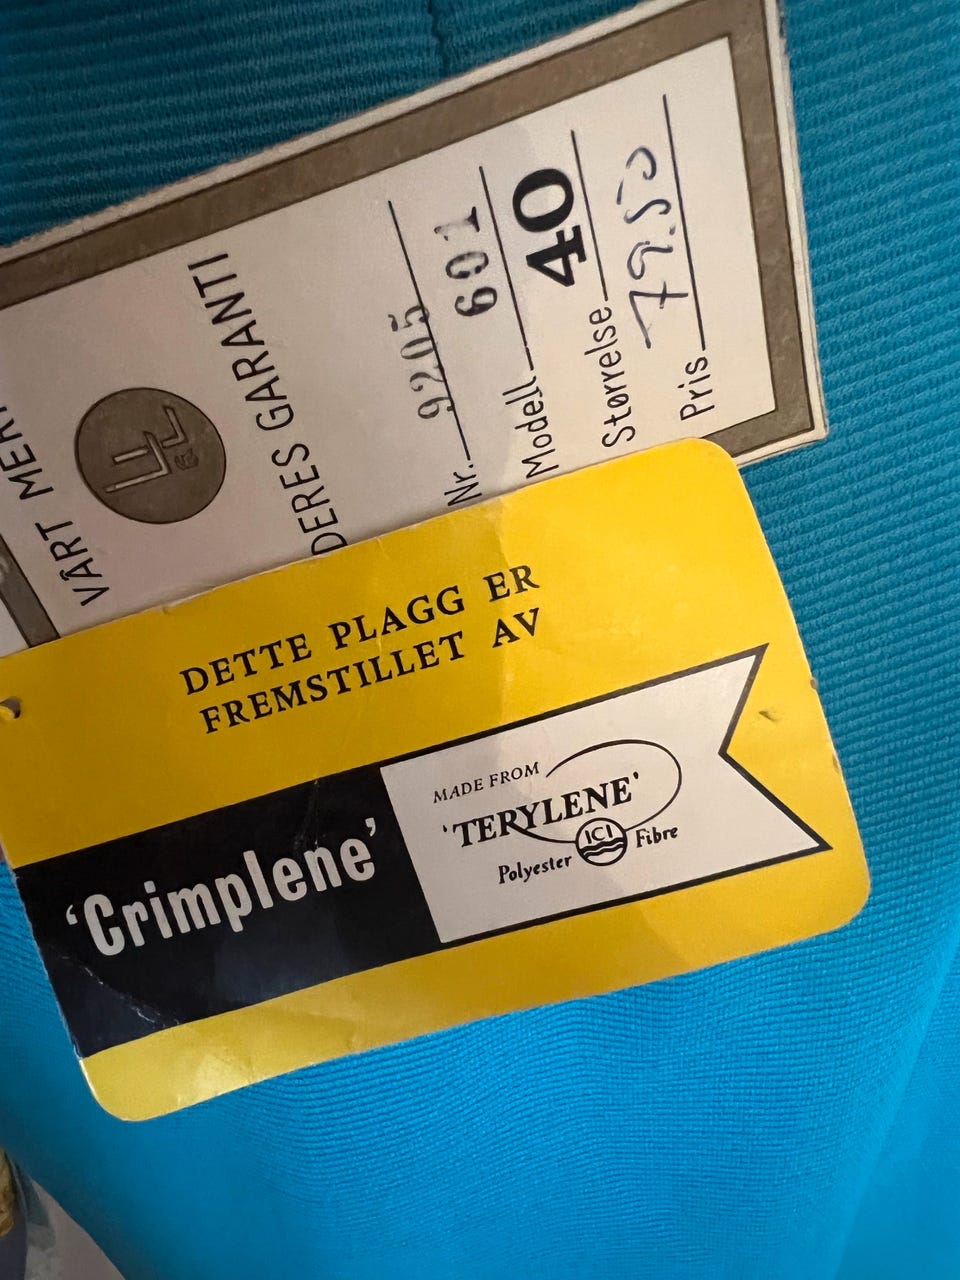 VÅRT MERKE
DERES GARANTI
Nr. 9205
601
Modell
40
Størrelse
79.50
Pris
DETTE PLAGG ER
FREMSTILLET AV
'Crimplene'
MADE FROM
'TERYLENE'
ICI
Polyester Fibre